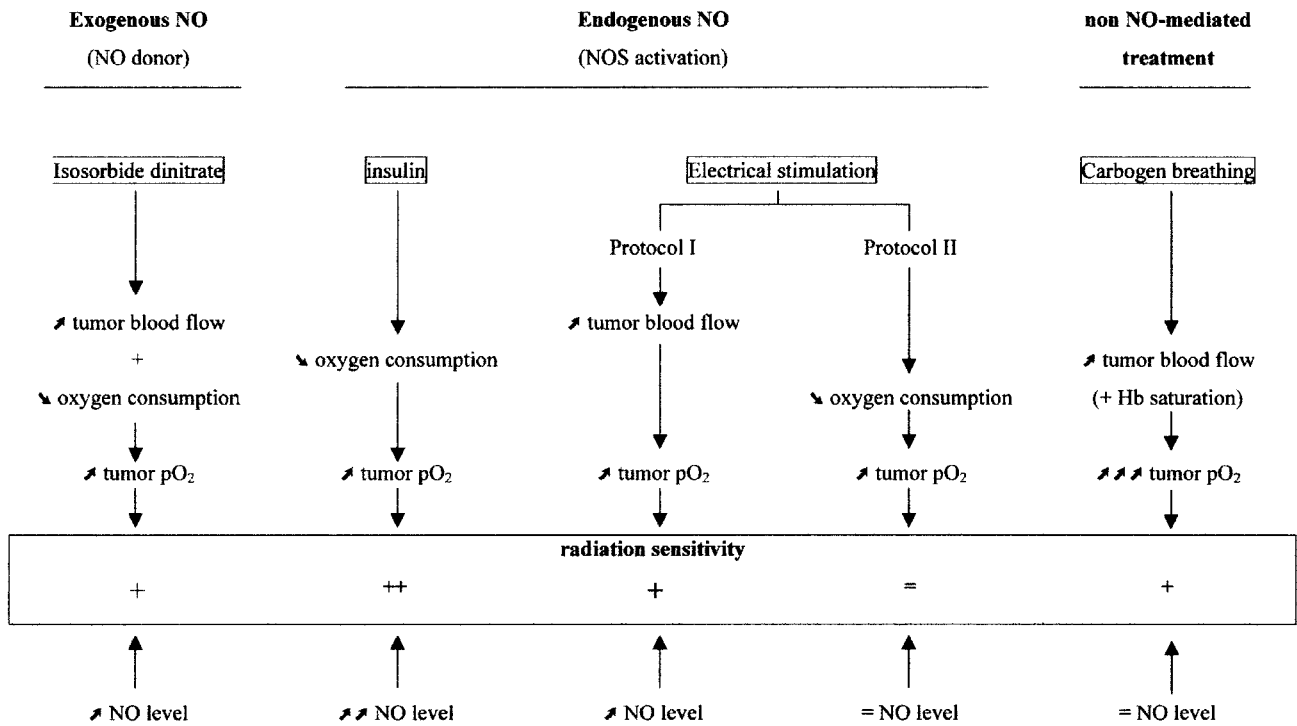 Exogenous NO
(NO donor)
Endogenous NO
(NOS activation)
non NO-mediated
treatment
Isosorbide dinitrate
insulin
Electrical stimulation
Carbogen breathing
Protocol I
Protocol II
➚ tumor blood flow
+
➘ oxygen consumption
➚ tumor pO₂
➘ oxygen consumption
➚ tumor pO₂
➚ tumor blood flow
➚ tumor pO₂
➘ oxygen consumption
➚ tumor pO₂
➚ tumor blood flow
(+ Hb saturation)
➚➚➚ tumor pO₂
radiation sensitivity
+ ++ + = +
➚ NO level
➚➚ NO level
➚ NO level
= NO level
= NO level